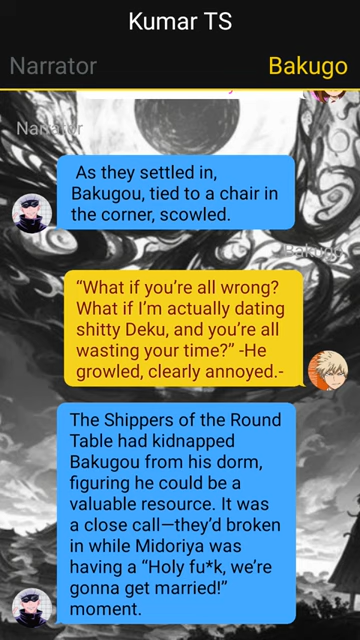 Kumar TS
Narrator
Bakugo
Narrator
As they settled in,
Bakugou, tied to a chair in
the corner, scowled.
Bakugo
“What if you’re all wrong?
What if I’m actually dating
shitty Deku, and you’re all
wasting your time?” -He
growled, clearly annoyed.-
The Shippers of the Round
Table had kidnapped
Bakugou from his dorm,
figuring he could be a
valuable resource. It was
a close call—they’d broken
in while Midoriya was
having a “Holy fu*k, we’re
gonna get married!”
moment.